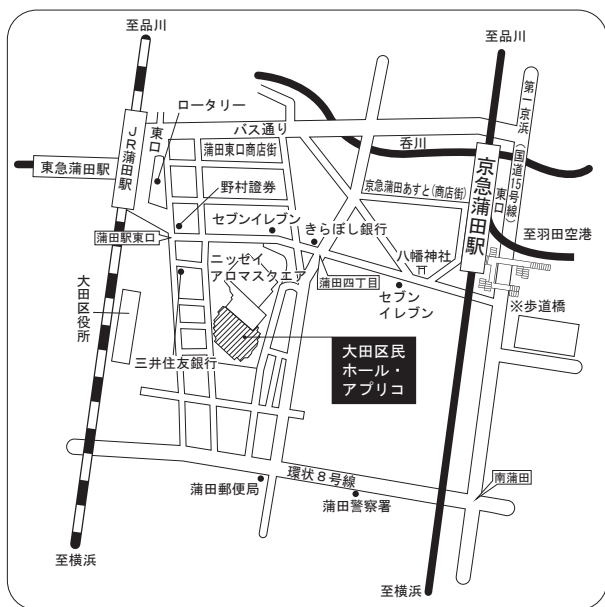 至品川
至品川
ロータリー
第一京浜(国道15号線)
JR蒲田駅
東口
バス通り
呑川
蒲田東口商店街
東急蒲田駅
野村證券
京急蒲田あすと(商店街)
京急蒲田駅
東口
セブンイレブン
きらぼし銀行
至羽田空港
蒲田駅東口
八幡神社
ニッセイ
アロマスクエア
蒲田四丁目
セブン
イレブン
※歩道橋
大田区役所
三井住友銀行
大田区民
ホール・
アプリコ
環状8号線
南蒲田
蒲田郵便局
蒲田警察署
至横浜
至横浜